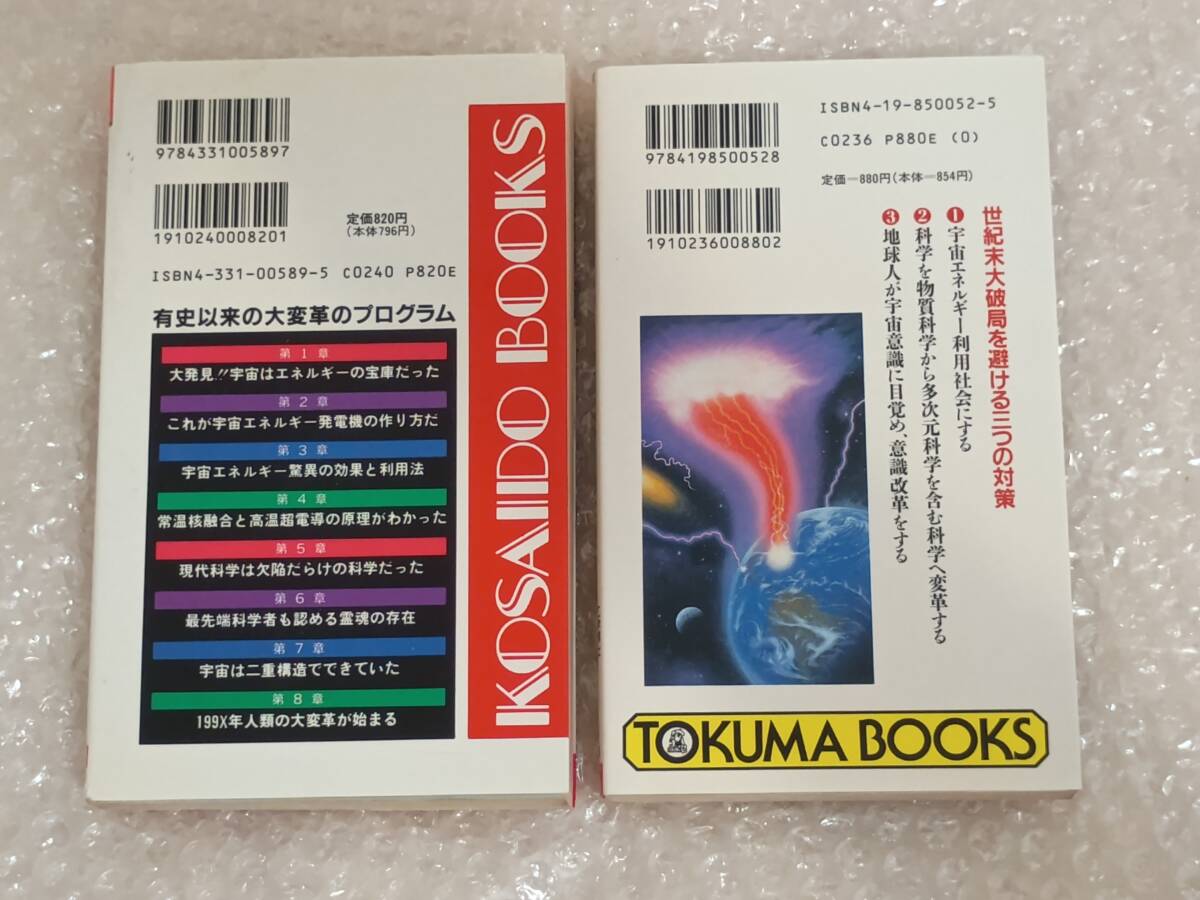 9784331005897
1910240008201
定価820円
(本体796円)
ISBN4-331-00589-5 C0240 P820E
有史以来の大変革のプログラム
第1章
大発見!!宇宙はエネルギーの宝庫だった
第2章
これが宇宙エネルギー発電機の作り方だ
第3章
宇宙エネルギー驚異の効果と利用法
第4章
常温核融合と高温超電導の原理がわかった
第5章
現代科学は欠陥だらけの科学だった
第6章
最先端科学者も認める霊魂の存在
第7章
宇宙は二重構造でできていた
第8章
199X年人類の大変革が始まる
KOSAIDO BOOKS
9784198500528
1910236008802
ISBN4-19-850052-5
C0236 P880E (0)
定価=880円(本体=854円)
世紀末大破局を避ける三つの対策
❶宇宙エネルギー利用社会にする
❷科学を物質科学から多次元科学を含む科学へ変革する
❸地球人が宇宙意識に目覚め、意識改革をする
TOKUMA BOOKS